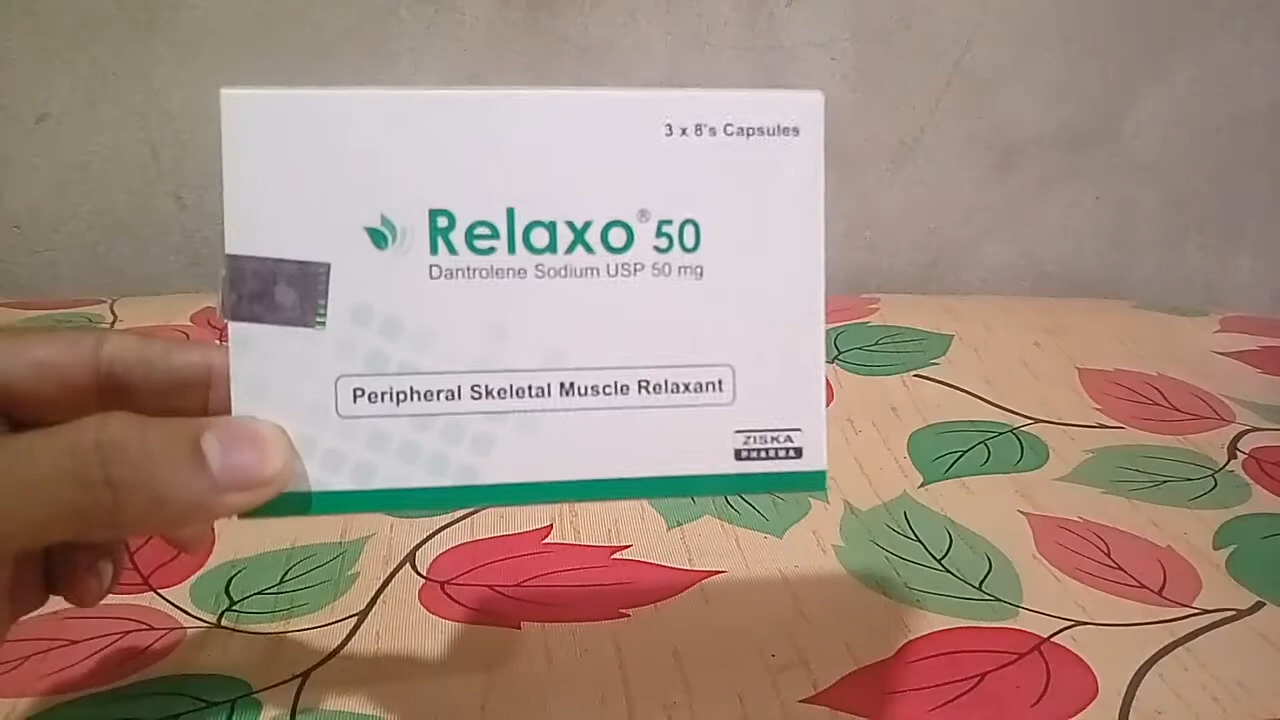 3 x 8's Capsules
Relaxo® 50
Dantrolene Sodium USP 50 mg
Peripheral Skeletal Muscle Relaxant
ZISKA
PHARMA